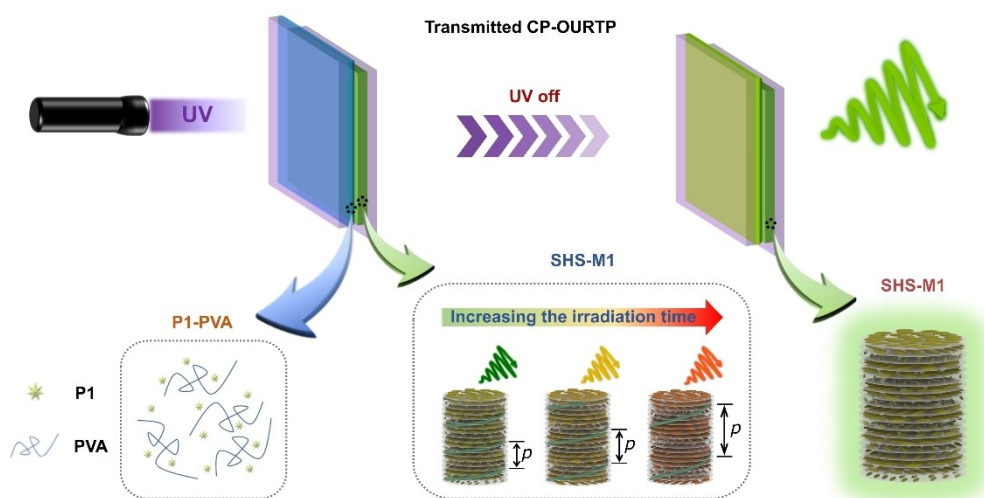 Transmitted CP-OURTP
UV
UV off
SHS-M1
SHS-M1
P1-PVA
Increasing the irradiation time
P1
PVA
p
p
p